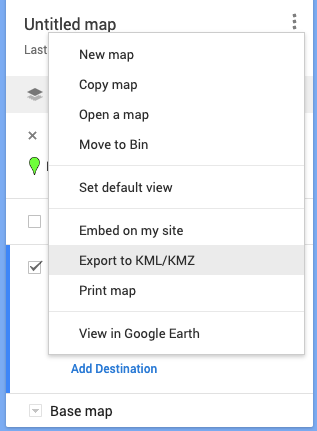 Untitled map
Last
New map
Copy map
Open a map
Move to Bin
Set default view
Embed on my site
Export to KML/KMZ
Print map
View in Google Earth
Add Destination
Base map